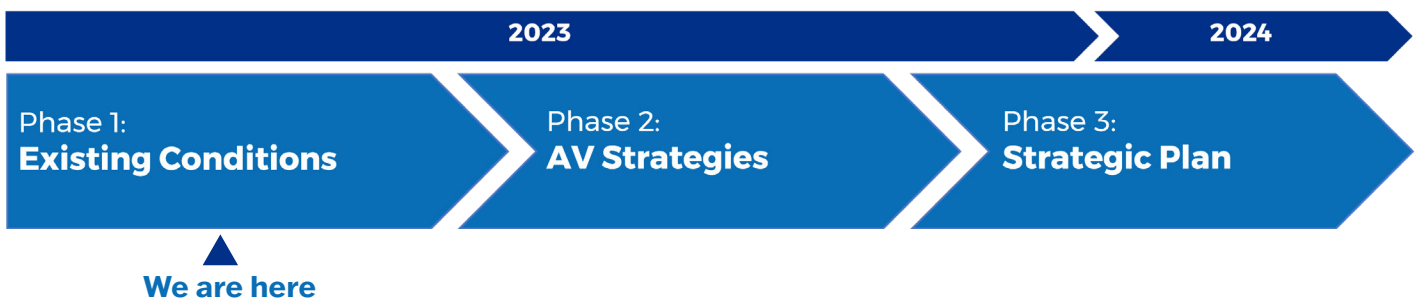 2023
2024
Phase 1:
Existing Conditions
Phase 2:
AV Strategies
Phase 3:
Strategic Plan
We are here